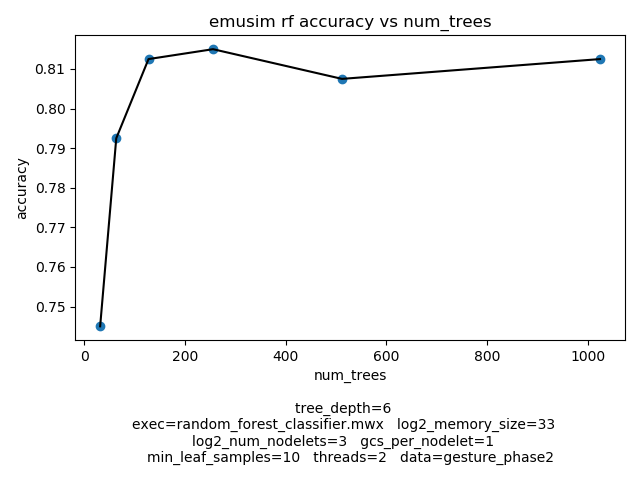 emusim rf accuracy vs num_trees
0.81
0.80
0.79
0.78
0.77
0.76
0.75
accuracy
0 200 400 600 800 1000
num_trees
tree_depth=6
exec=random_forest_classifier.mwx log2_memory_size=33
log2_num_nodelets=3 gcs_per_nodelet=1
min_leaf_samples=10 threads=2 data=gesture_phase2